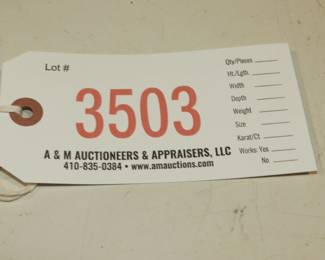 Lot #
3503
A & M AUCTIONEERS & APPRAISERS, LLC
410-835-0384 • www.amauctions.com
Qty/Pieces
Ht./Lgth.
Width
Depth
Weight
Size
Karat/Ct.
Works: Yes
No